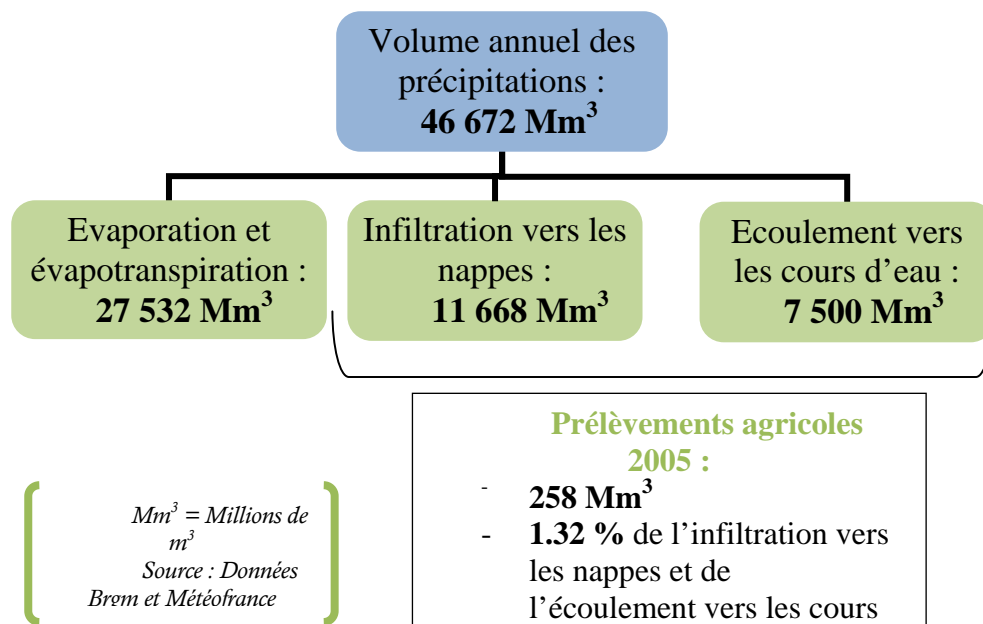 Volume annuel des
précipitations :
46 672 Mm³
Evaporation et
évapotranspiration :
27 532 Mm³
Infiltration vers les
nappes :
11 668 Mm³
Ecoulement vers
les cours d’eau :
7 500 Mm³
Prélèvements agricoles
2005 :
- 258 Mm³
- 1.32 % de l’infiltration vers
les nappes et de
l’écoulement vers les cours
Mm³ = Millions de
m³
Source : Données
Brgm et Météofrance